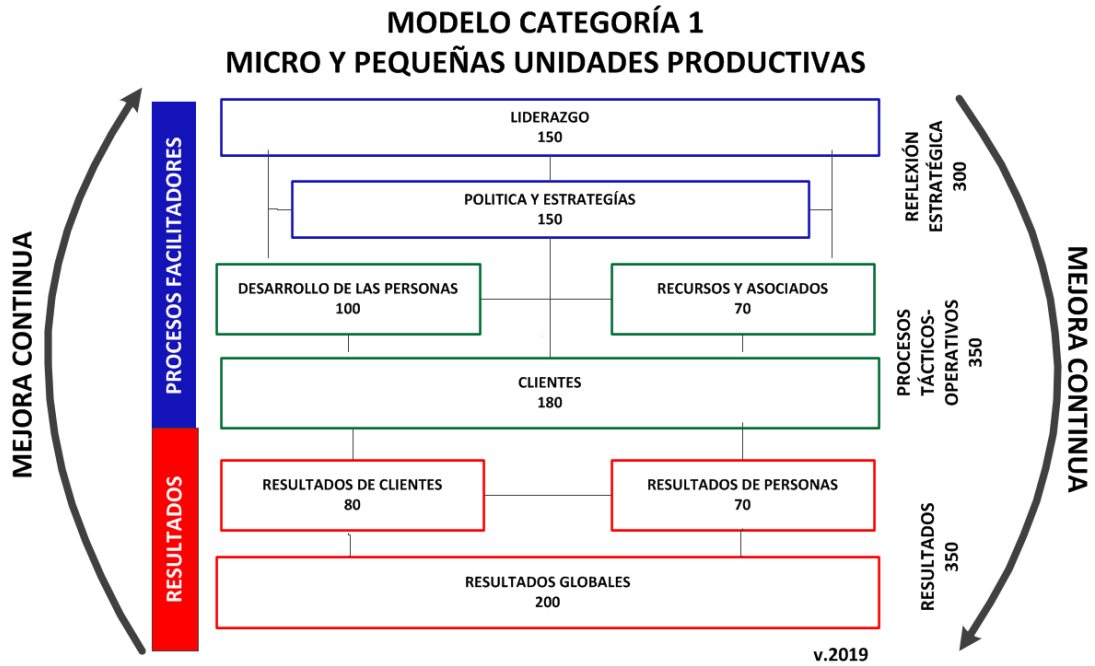 MODELO CATEGORÍA 1
MICRO Y PEQUEÑAS UNIDADES PRODUCTIVAS
MEJORA CONTINUA
PROCESOS FACILITADORES
LIDERAZGO
150
POLITICA Y ESTRATEGÍAS
150
REFLEXIÓN
ESTRATÉGICA
300
DESARROLLO DE LAS PERSONAS
100
RECURSOS Y ASOCIADOS
70
CLIENTES
180
PROCESOS
TÁCTICOS-
OPERATIVOS
350
RESULTADOS
RESULTADOS DE CLIENTES
80
RESULTADOS DE PERSONAS
70
RESULTADOS GLOBALES
200
RESULTADOS
350
MEJORA CONTINUA
v.2019